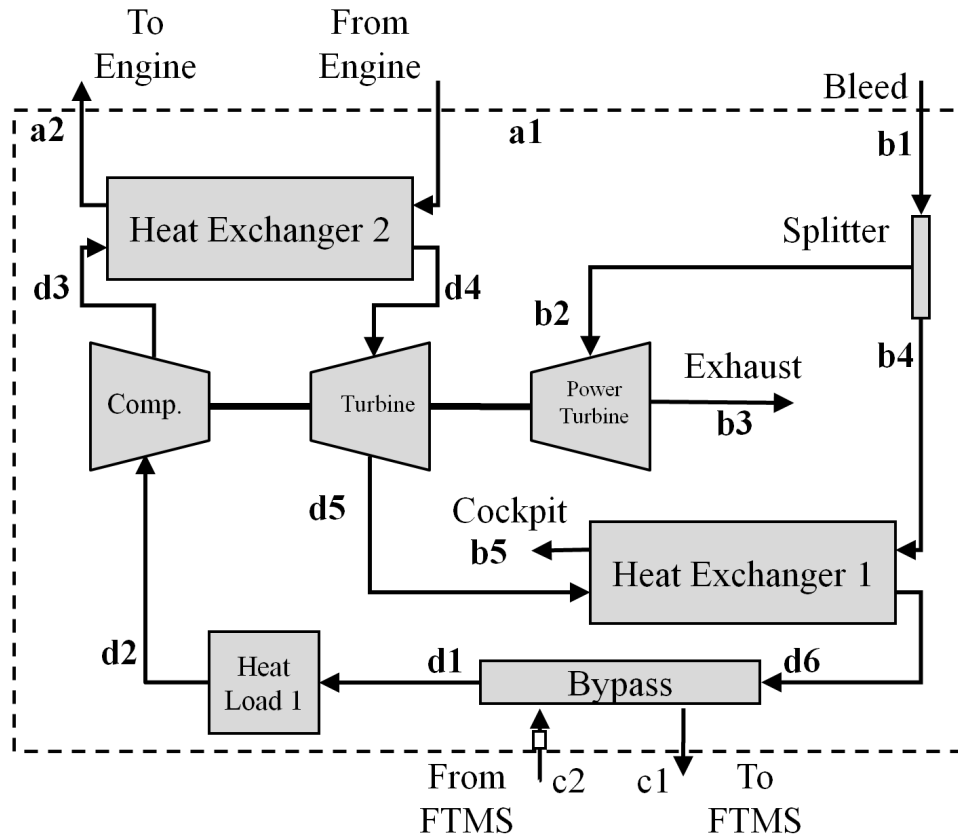 To
Engine
From
Engine
Bleed
a2
a1
b1
Heat Exchanger 2
Splitter
d3
d4
b2
b4
Comp.
Turbine
Power
Turbine
Exhaust
b3
d5
Cockpit
b5
Heat Exchanger 1
d2
Heat
Load 1
d1
Bypass
d6
From
FTMS
c2
c1
To
FTMS